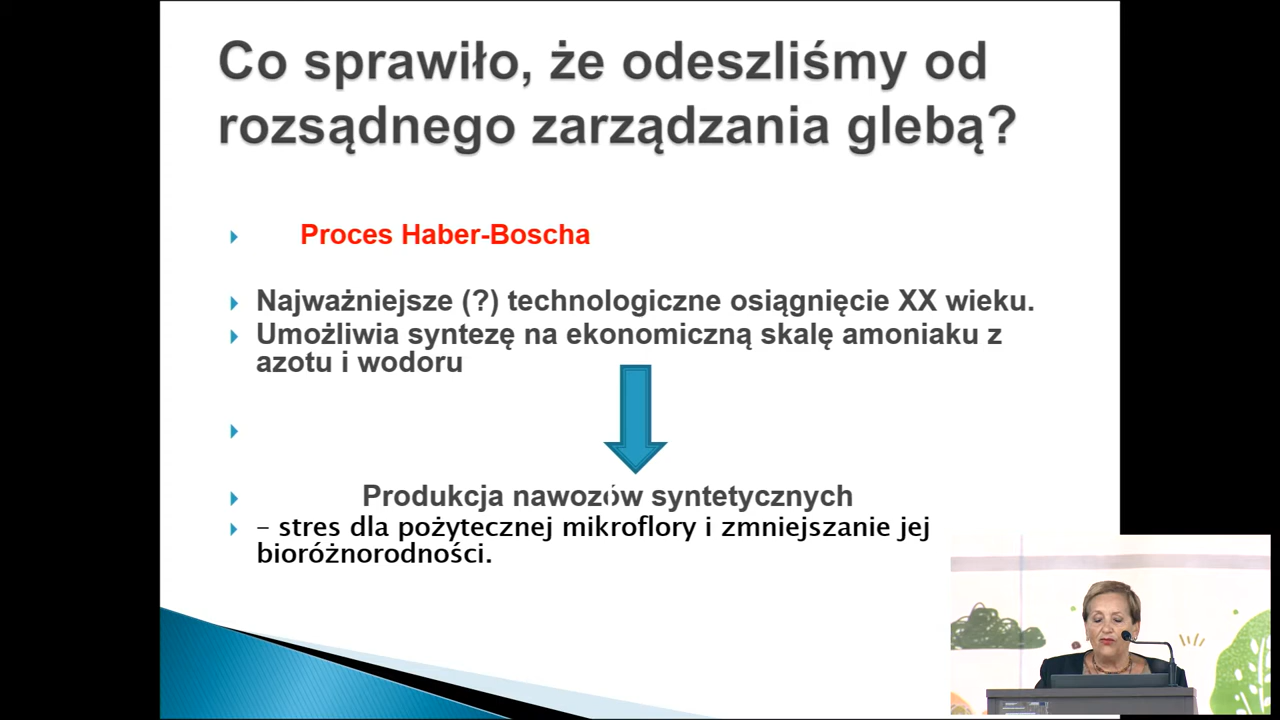 Co sprawiło, że odeszliśmy od
rozsądnego zarządzania glebą?
Proces Haber-Boscha
Najważniejsze (?) technologiczne osiągnięcie XX wieku.
Umożliwia syntezę na ekonomiczną skalę amoniaku z
azotu i wodoru
Produkcja nawozów syntetycznych
– stres dla pożytecznej mikroflory i zmniejszanie jej
bioróżnorodności.